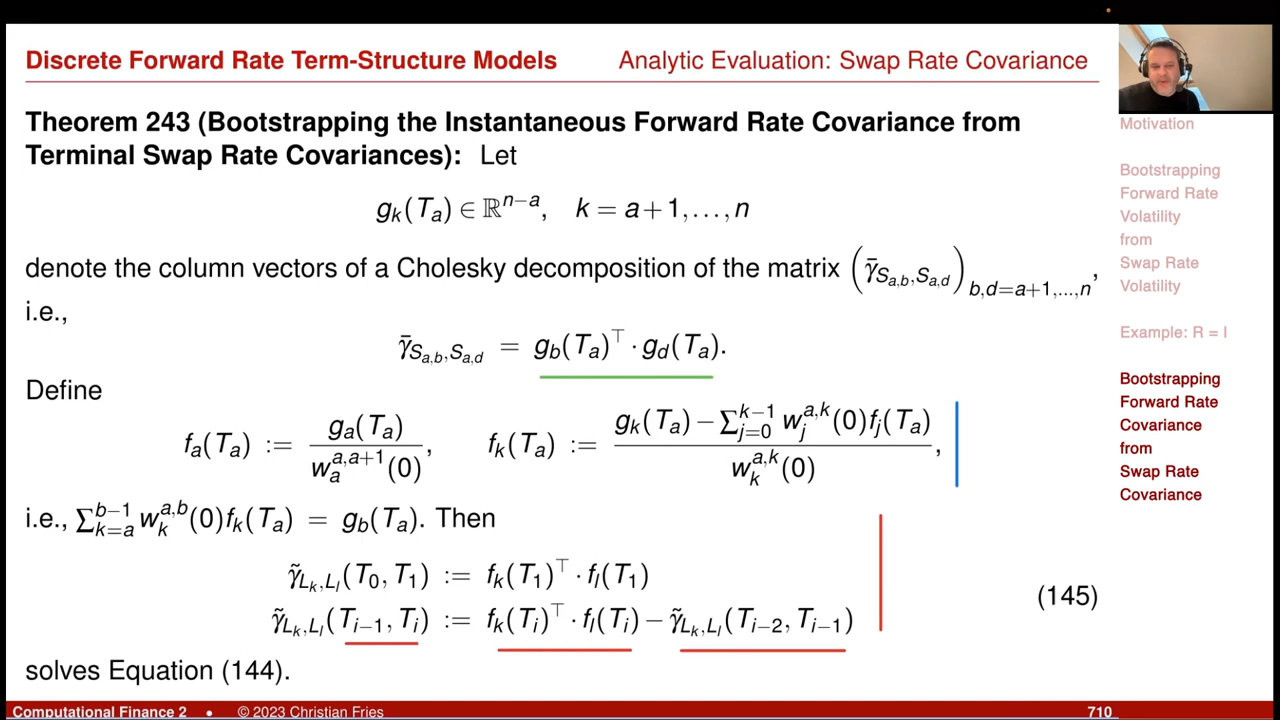 Discrete Forward Rate Term-Structure Models
Analytic Evaluation: Swap Rate Covariance
Theorem 243 (Bootstrapping the Instantaneous Forward Rate Covariance from
Terminal Swap Rate Covariances): Let
g_k(T_a) ∈ ℝ^{n−a}, k = a+1,…,n
denote the column vectors of a Cholesky decomposition of the matrix (γ̄_{S_{a,b},S_{a,d}})_{b,d=a+1,…,n},
i.e.,
γ̄_{S_{a,b},S_{a,d}} = g_b(T_a)^⊤ · g_d(T_a).
Define
f_a(T_a) := g_a(T_a) / w_a^{a,a+1}(0), f_k(T_a) := (g_k(T_a) − ∑_{j=0}^{k−1} w_j^{a,k}(0)f_j(T_a)) / w_k^{a,k}(0),
i.e., ∑_{k=a}^{b−1} w_k^{a,b}(0)f_k(T_a) = g_b(T_a). Then
γ̃_{L_k,L_l}(T_0,T_1) := f_k(T_1)^⊤ · f_l(T_1)
γ̃_{L_k,L_l}(T_{i−1},T_i) := f_k(T_i)^⊤ · f_l(T_i) − γ̃_{L_k,L_l}(T_{i−2},T_{i−1})
(145)
solves Equation (144).
Motivation
Bootstrapping
Forward Rate
Volatility
from
Swap Rate
Volatility
Example: R = I
Bootstrapping
Forward Rate
Covariance
from
Swap Rate
Covariance
Computational Finance 2 • © 2023 Christian Fries
710